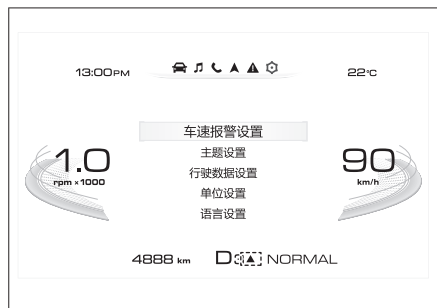 13:00PM 22℃
车速报警设置
主题设置
1.0 行驶数据设置 90
rpm×1000 单位设置 km/h
语言设置
4888 km D NORMAL